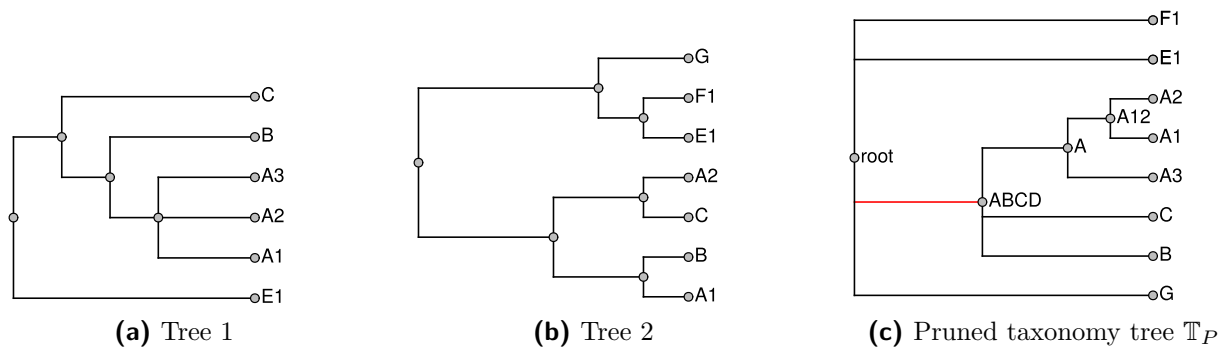 C
B
A3
A2
A1
E1
(a) Tree 1
G
F1
E1
A2
C
B
A1
(b) Tree 2
F1
E1
A2
A12
A1
A
root
A3
ABCD
C
B
G
(c) Pruned taxonomy tree 𝕋P